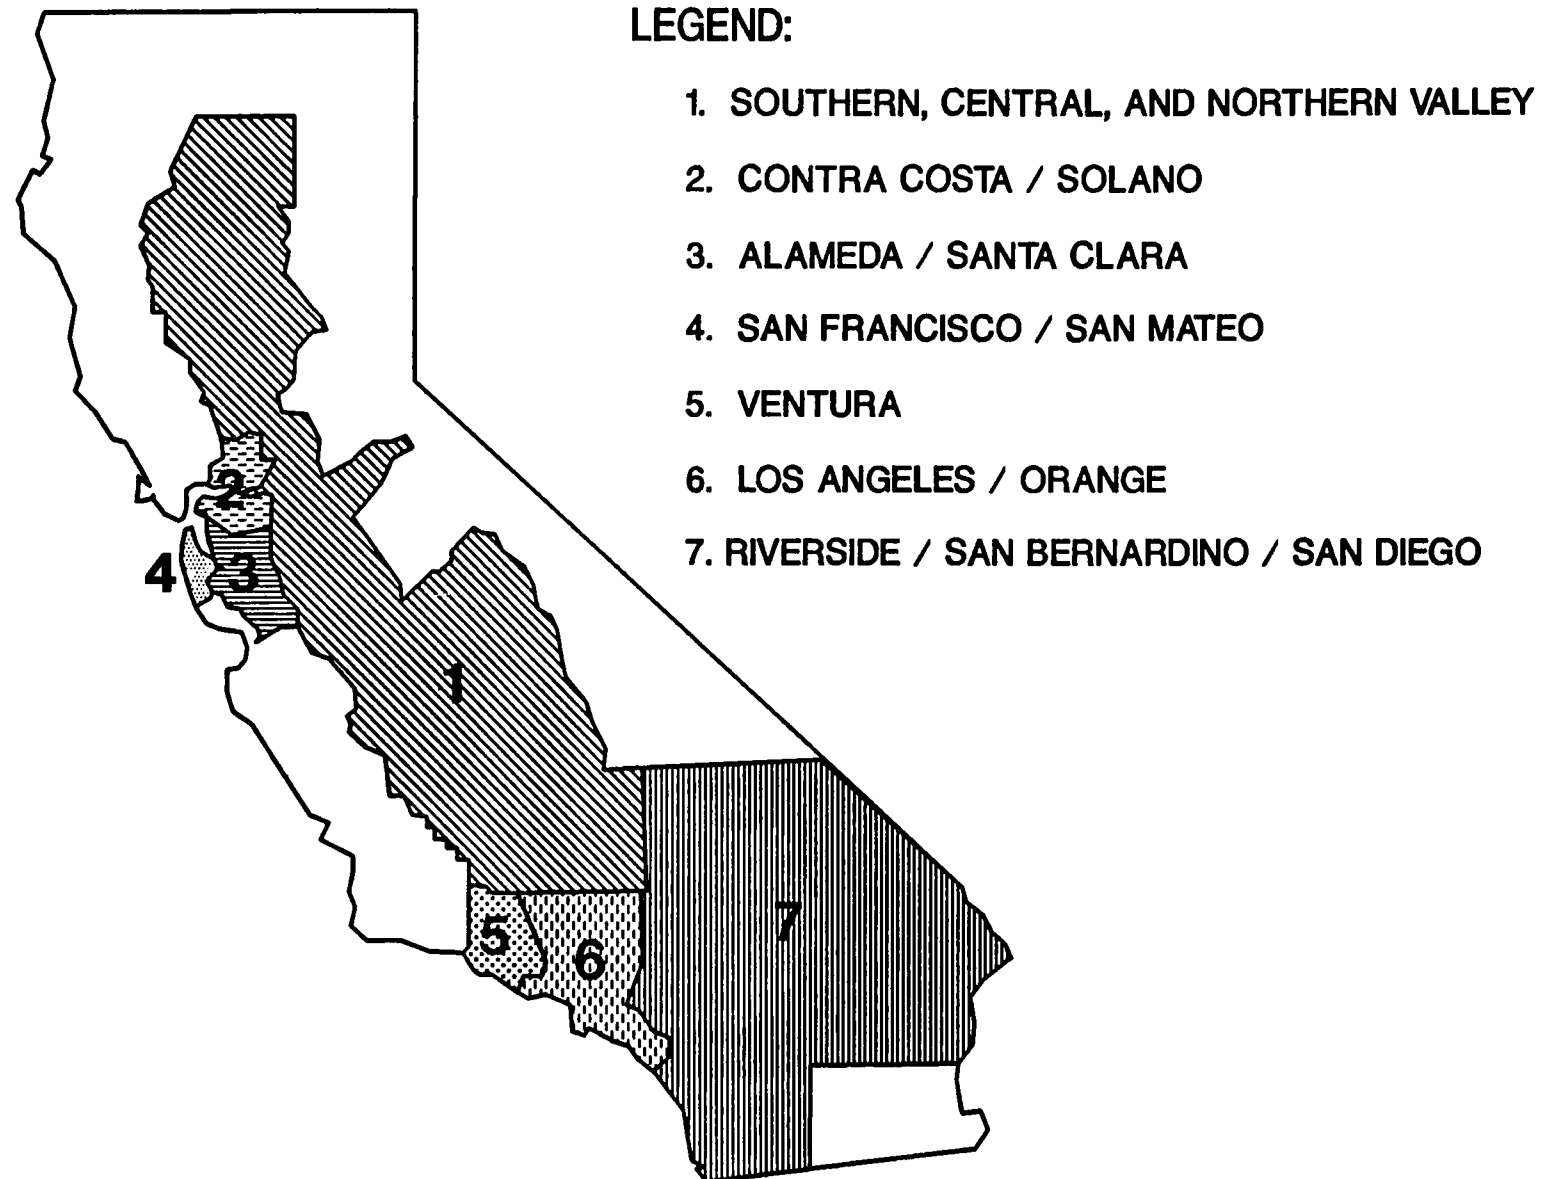 LEGEND:
1. SOUTHERN, CENTRAL, AND NORTHERN VALLEY
2. CONTRA COSTA / SOLANO
3. ALAMEDA / SANTA CLARA
4. SAN FRANCISCO / SAN MATEO
5. VENTURA
6. LOS ANGELES / ORANGE
7. RIVERSIDE / SAN BERNARDINO / SAN DIEGO
2
4
3
1
5
6
7